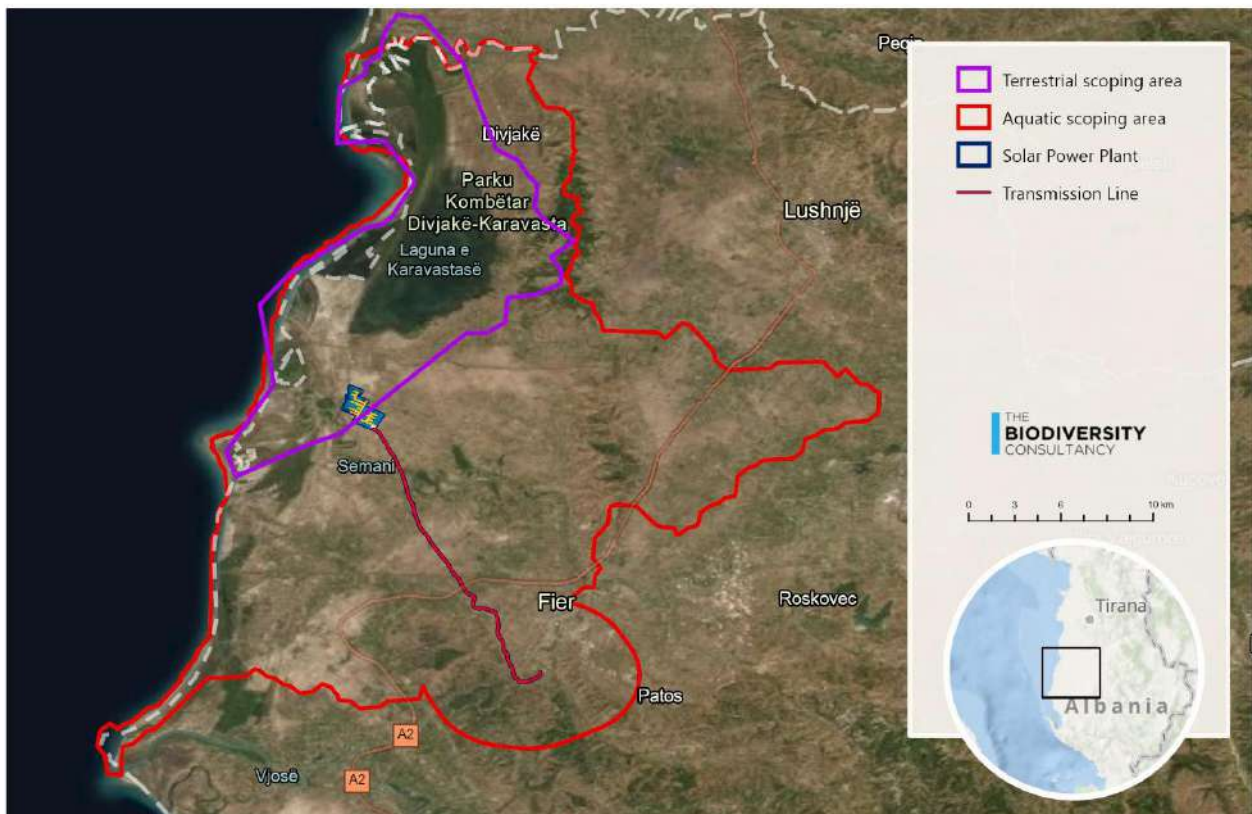 Peqin
Terrestrial scoping area
Aquatic scoping area
Solar Power Plant
Transmission Line
Divjakë
Parku
Kombëtar
Divjakë-Karavasta
Lushnjë
Laguna e
Karavastasë
THE
BIODIVERSITY
CONSULTANCY
Semani
0 3 6 10 km
Fier
Roskovec
Tirana
Patos
Albania
A2
Vjosë
A2